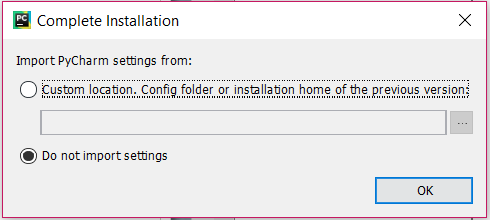 PC
Complete Installation
Import PyCharm settings from:
Custom location. Config folder or installation home of the previous version:
...
Do not import settings
OK